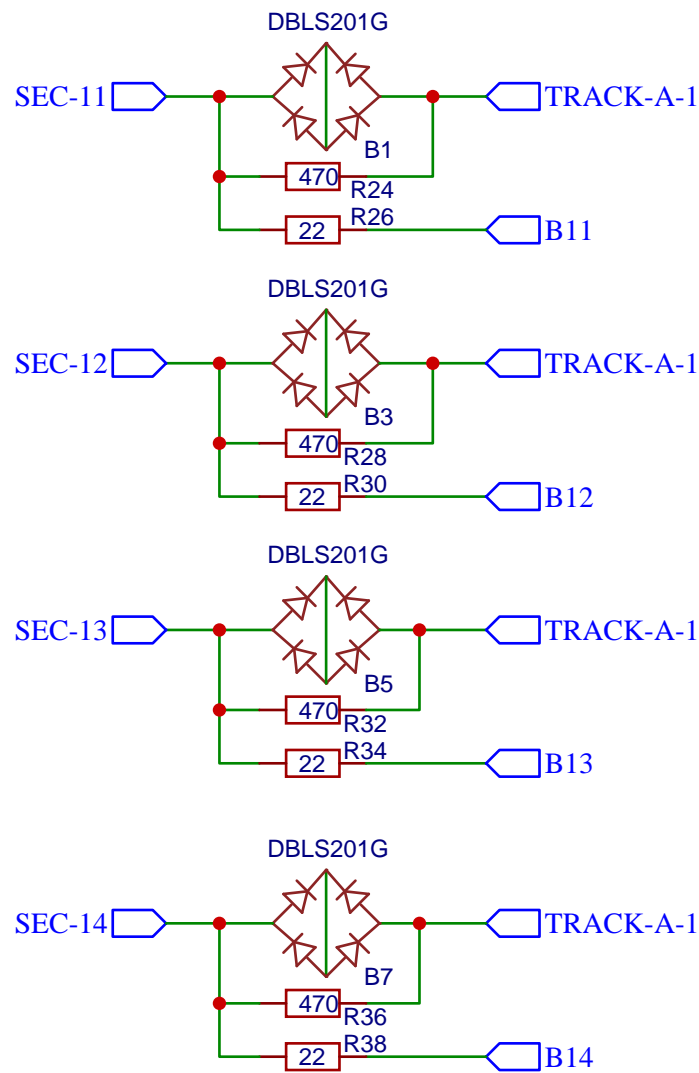 DBLS201G
SEC-11 TRACK-A-1
B1
470
R24
22 R26
B11
DBLS201G
SEC-12 TRACK-A-1
B3
470
R28
22 R30
B12
DBLS201G
SEC-13 TRACK-A-1
B5
470
R32
22 R34
B13
DBLS201G
SEC-14 TRACK-A-1
B7
470
R36
22 R38
B14